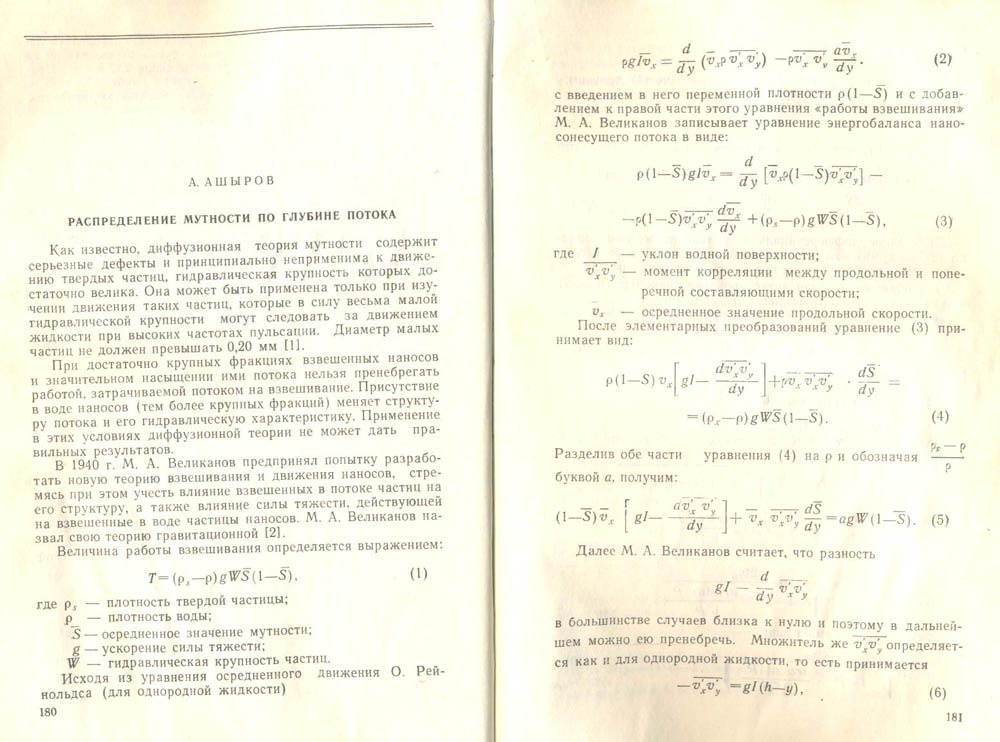 А. АШЫРОВ
РАСПРЕДЕЛЕНИЕ МУТНОСТИ ПО ГЛУБИНЕ ПОТОКА
Как известно, диффузионная теория мутности содержит
серьезные дефекты и принципиально неприменима к движе-
нию твердых частиц, гидравлическая крупность которых до-
статочно велика. Она может быть применена только при изу-
чении движения таких частиц, которые в силу весьма малой
гидравлической крупности могут следовать за движением
жидкости при высоких частотах пульсации. Диаметр малых
частиц не должен превышать 0,20 мм [1].
При достаточно крупных фракциях взвешенных наносов
и значительном насыщении ими потока нельзя пренебрегать
работой, затрачиваемой потоком на взвешивание. Присутствие
в воде наносов (тем более крупных фракций) меняет структу-
ру потока и его гидравлическую характеристику. Применение
в этих условиях диффузионной теории не может дать пра-
вильных результатов.
В 1940 г. М. А. Великанов предпринял попытку разрабо-
тать новую теорию взвешивания и движения наносов, стре-
мясь при этом учесть влияние взвешенных в потоке частиц на
его структуру, а также влияние силы тяжести, действующей
на взвешенные в воде частицы наносов. М. А. Великанов на-
звал свою теорию гравитационной [2].
Величина работы взвешивания определяется выражением:
T=(ρₛ—ρ)gWS̅(1—S̅), (1)
где ρₛ — плотность твердой частицы;
ρ — плотность воды;
S̅ — осредненное значение мутности;
g — ускорение силы тяжести;
W — гидравлическая крупность частиц.
Исходя из уравнения осредненного движения О. Рей-
нольдса (для однородной жидкости)
180
ρgIv̅ₓ = d/dy (v̅ₓρ v'ₓv'ᵧ) —ρv'ₓ v'ᵧ dv̅ₓ/dy. (2)
с введением в него переменной плотности ρ(1—S̅) и с добав-
лением к правой части этого уравнения «работы взвешивания»
М. А. Великанов записывает уравнение энергобаланса нано-
сонесущего потока в виде:
ρ(1—S̅)gIv̅ₓ = d/dy [v̅ₓρ(1—S̅)v'ₓv'ᵧ] —
—ρ(1—S̅)v'ₓv'ᵧ dv̅ₓ/dy +(ρₛ—ρ)gWS̅(1—S̅), (3)
где I — уклон водной поверхности;
v'ₓv'ᵧ — момент корреляции между продольной и попе-
речной составляющими скорости;
v̅ₓ — осредненное значение продольной скорости.
После элементарных преобразований уравнение (3) при-
нимает вид:
ρ(1—S̅) v̅ₓ [gI— dv'ₓv'ᵧ/dy] +ρv̅ₓ v'ₓv'ᵧ · dS̅/dy =
=(ρₛ—ρ)gWS̅(1—S̅). (4)
Разделив обе части уравнения (4) на ρ и обозначая (ρₛ—ρ)/ρ
буквой a, получим:
(1—S̅)v̅ₓ [gI— dv'ₓ v'ᵧ/dy] + v̅ₓ v'ₓv'ᵧ dS̅/dy =agW(1—S̅). (5)
Далее М. А. Великанов считает, что разность
gI — d/dy v'ₓv'ᵧ
в большинстве случаев близка к нулю и поэтому в дальней-
шем можно ею пренебречь. Множитель же v'ₓv'ᵧ определяет-
ся как и для однородной жидкости, то есть принимается
—v'ₓv'ᵧ =gI(h—y), (6)
181